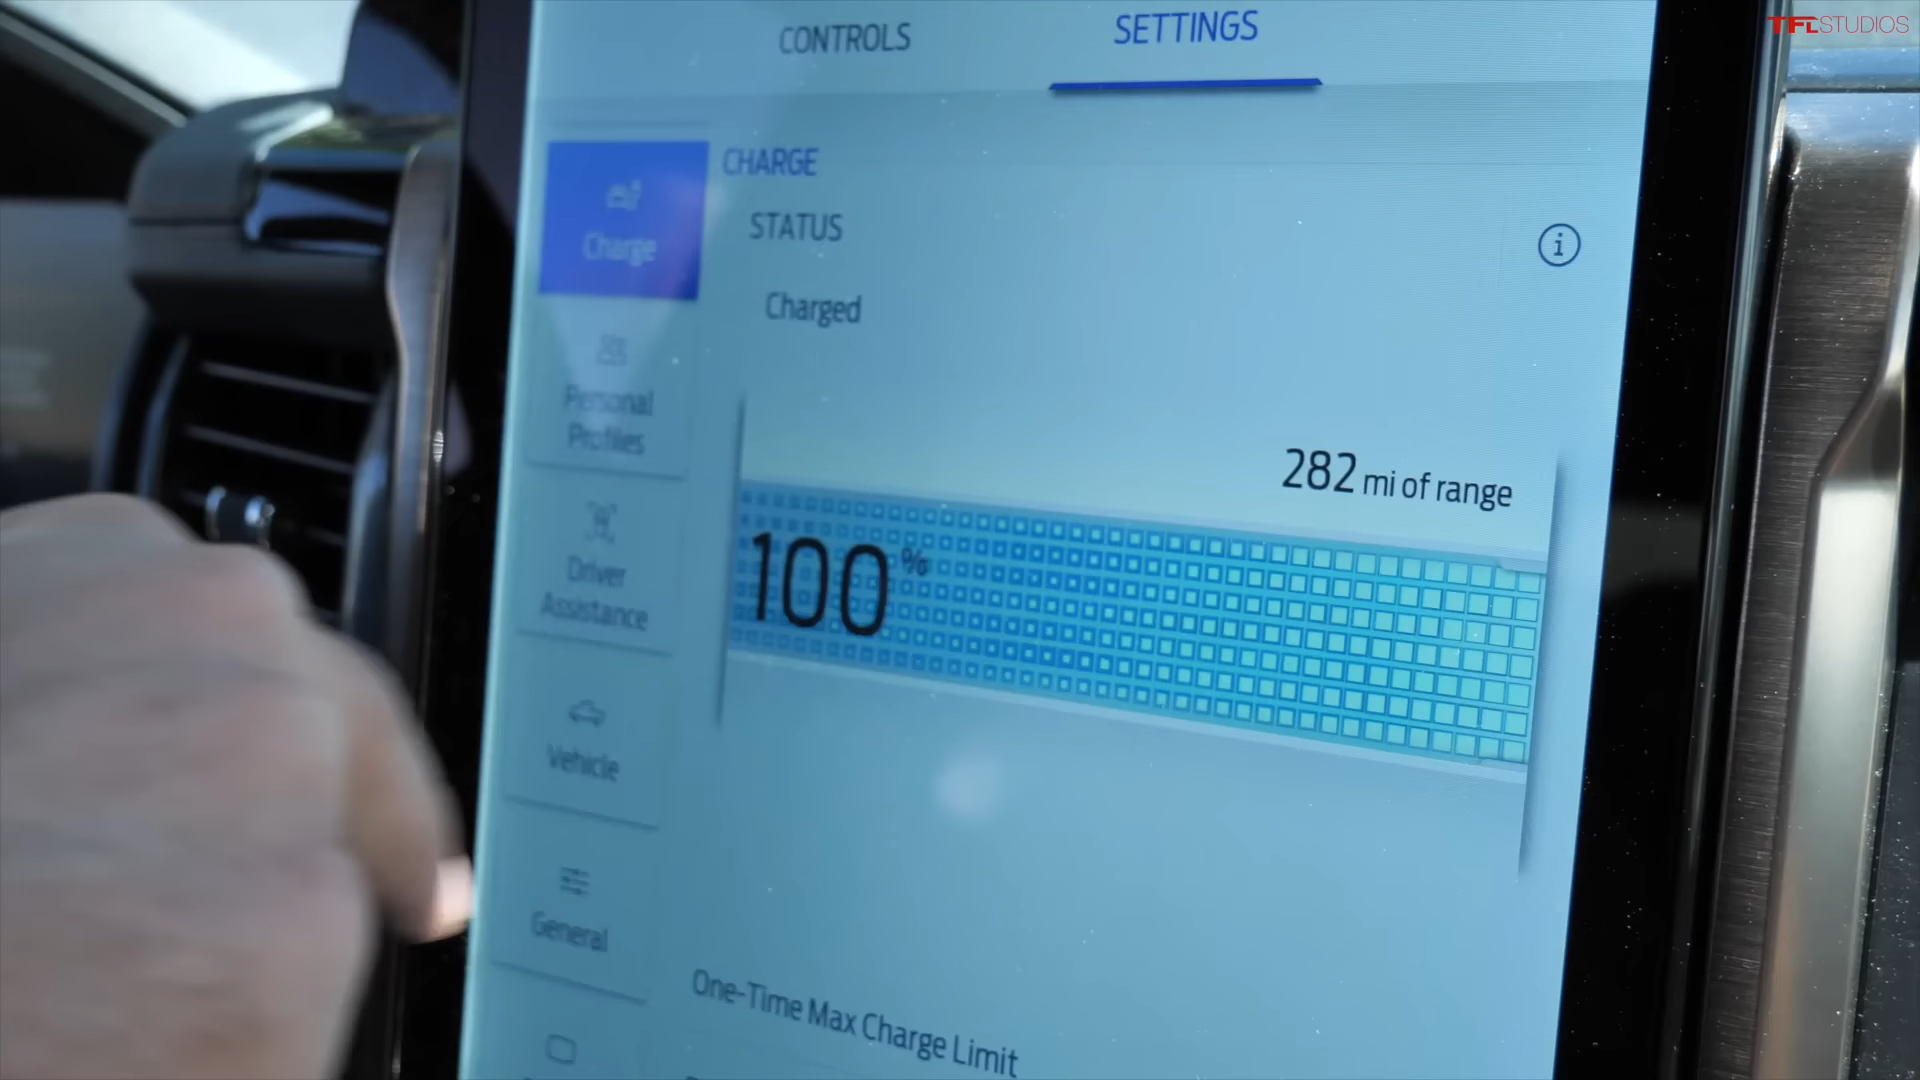 TFLSTUDIOS
CONTROLS
SETTINGS
CHARGE
STATUS
Charged
Charge
Personal
Profiles
Driver
Assistance
Vehicle
General
282 mi of range
100%
One-Time Max Charge Limit